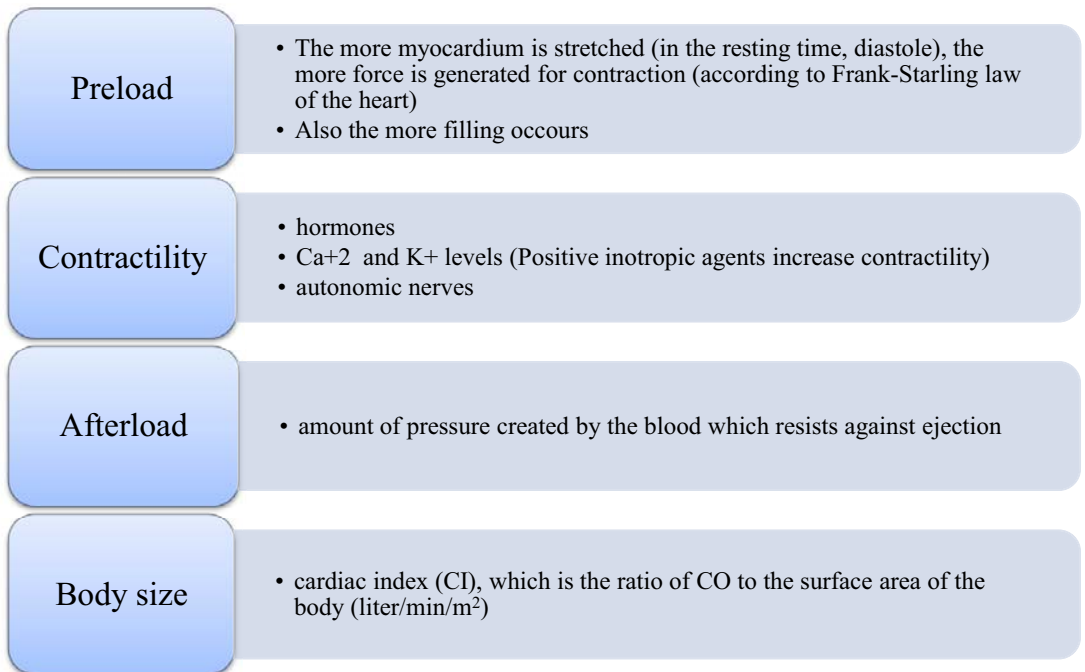 Preload
• The more myocardium is stretched (in the resting time, diastole), the
more force is generated for contraction (according to Frank-Starling law
of the heart)
• Also the more filling occours
Contractility
• hormones
• Ca+2 and K+ levels (Positive inotropic agents increase contractility)
• autonomic nerves
Afterload
• amount of pressure created by the blood which resists against ejection
Body size
• cardiac index (CI), which is the ratio of CO to the surface area of the
body (liter/min/m²)